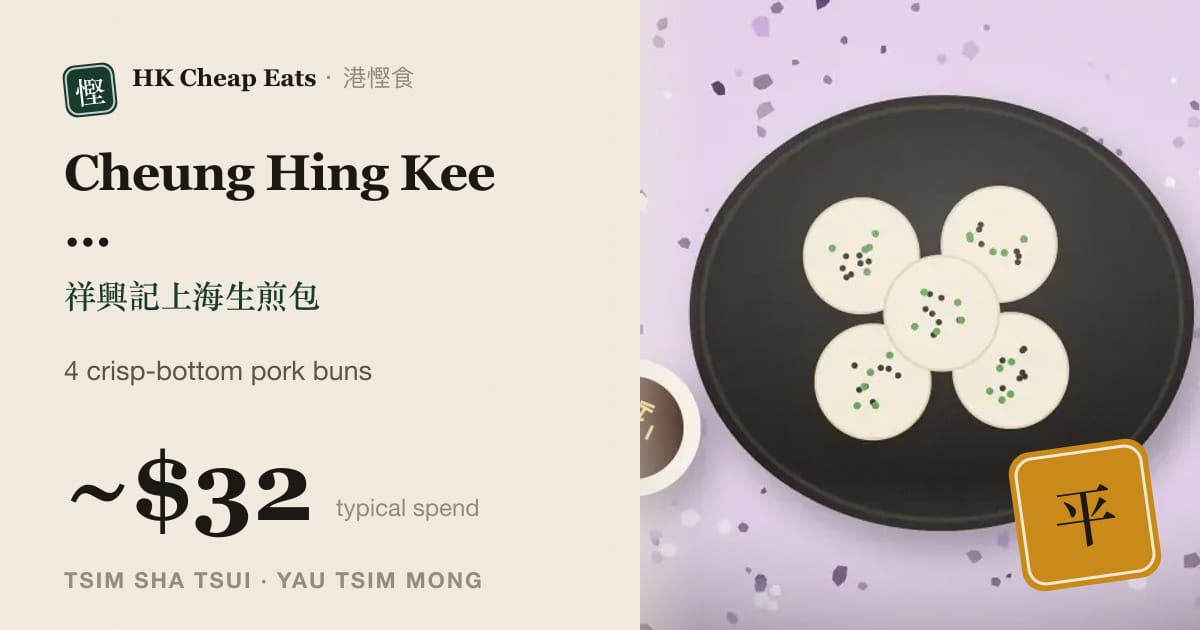 慳
HK Cheap Eats · 港慳食
Cheung Hing Kee
...
祥興記上海生煎包
4 crisp-bottom pork buns
~$32 typical spend
TSIM SHA TSUI · YAU TSIM MONG
平